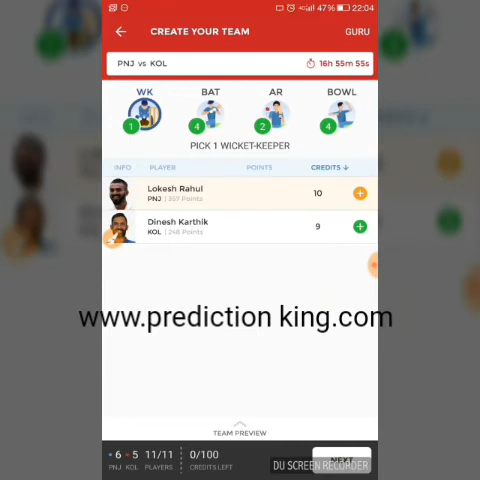 47% 22:04
CREATE YOUR TEAM GURU
PNJ vs KOL 16h 55m 55s
WK BAT AR BOWL
1 4 2 4
PICK 1 WICKET-KEEPER
INFO PLAYER POINTS CREDITS ↓
Lokesh Rahul 10
PNJ | 357 Points
Dinesh Karthik 9
KOL | 248 Points
www.prediction king.com
TEAM PREVIEW
6 5 11/11 0/100 NEXT
PNJ KOL PLAYERS CREDITS LEFT
DU SCREEN RECORDER